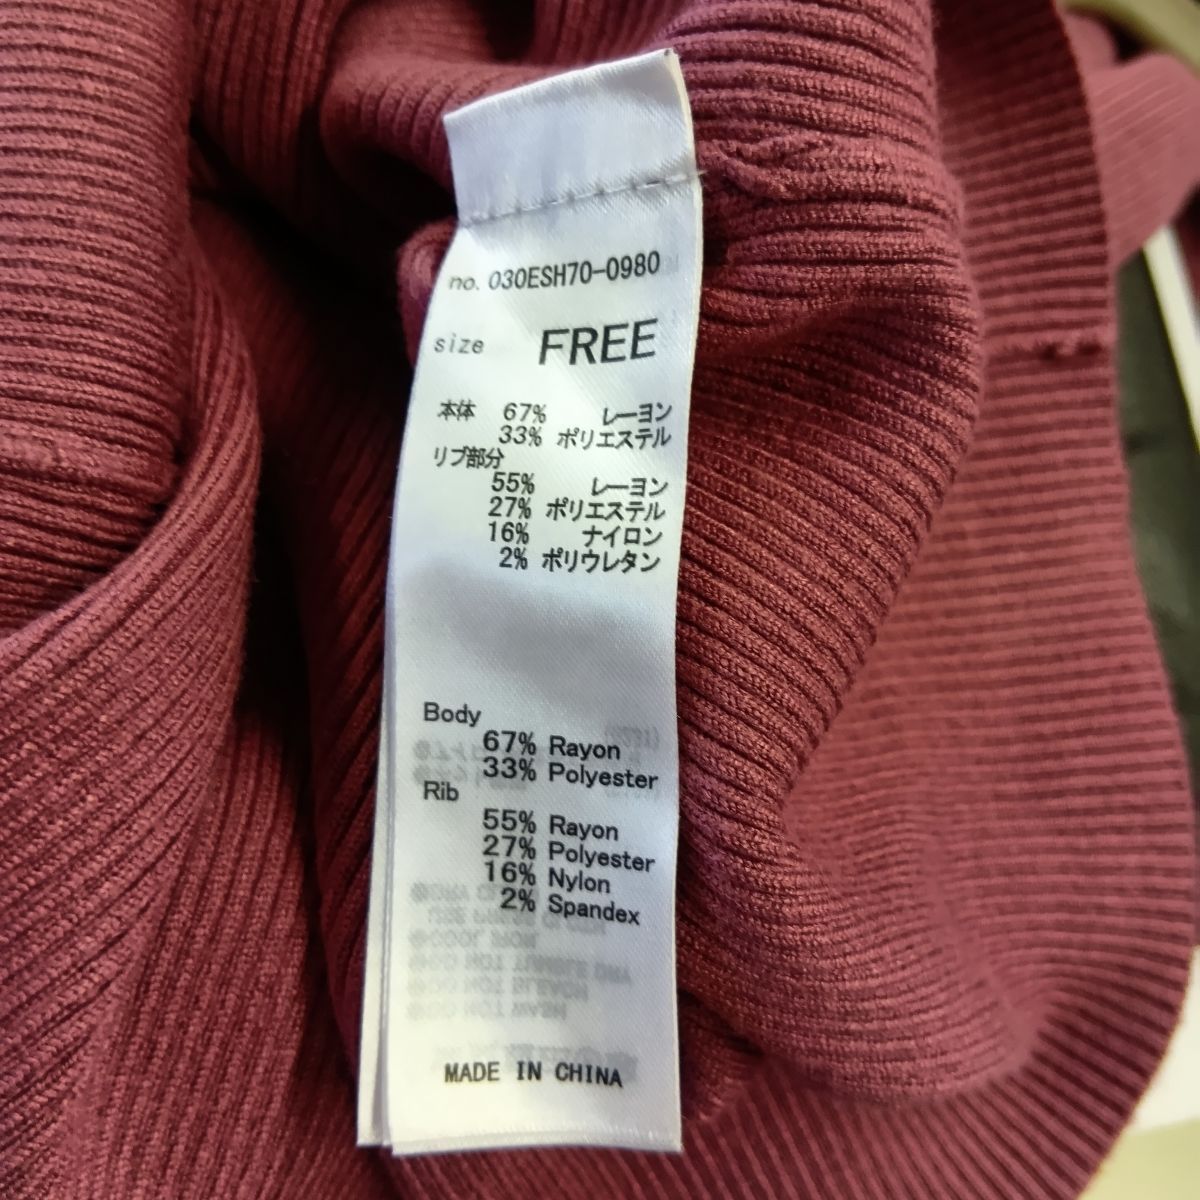 no. 030ESH70-0980
size FREE
本体 67% レーヨン
33% ポリエステル
リブ部分
55% レーヨン
27% ポリエステル
16% ナイロン
2% ポリウレタン
Body
67% Rayon
33% Polyester
Rib
55% Rayon
27% Polyester
16% Nylon
2% Spandex
MADE IN CHINA